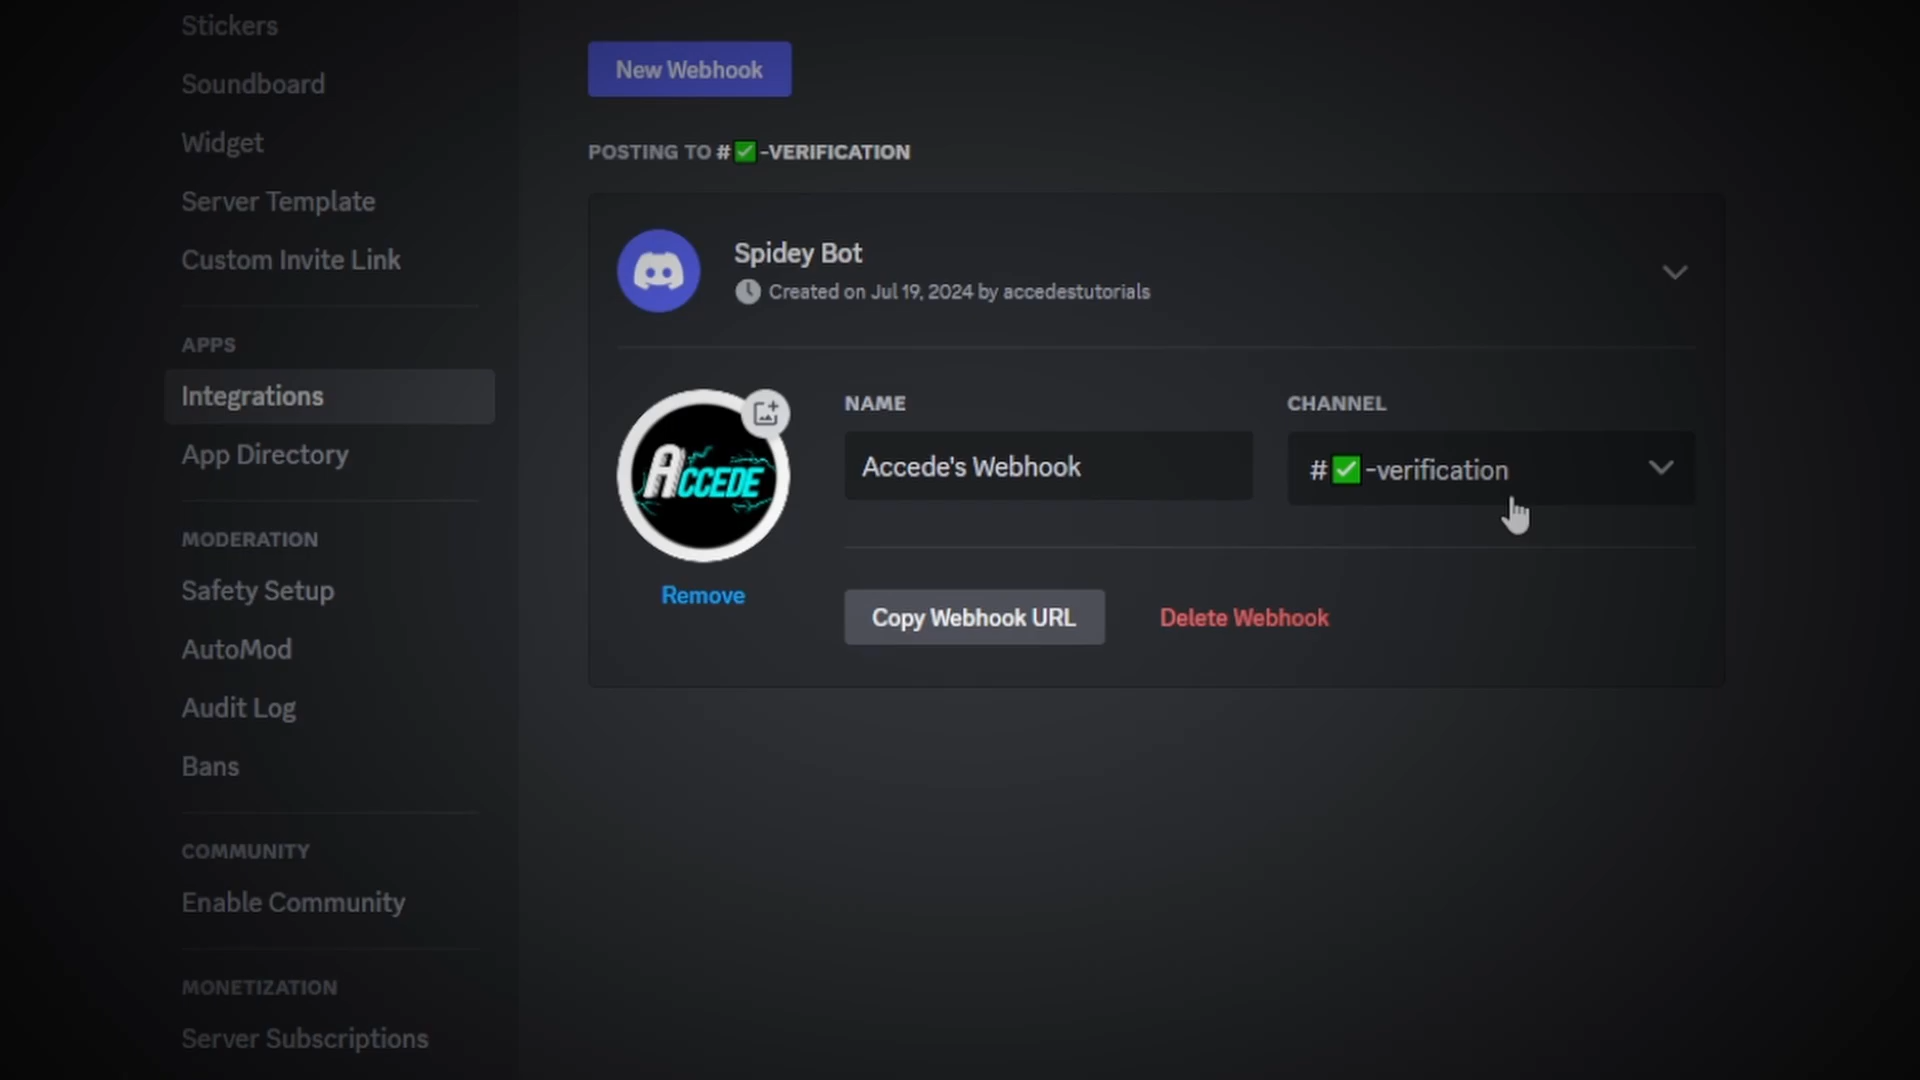 Stickers
Soundboard
Widget
Server Template
Custom Invite Link
APPS
Integrations
App Directory
MODERATION
Safety Setup
AutoMod
Audit Log
Bans
COMMUNITY
Enable Community
MONETIZATION
Server Subscriptions
New Webhook
POSTING TO #✅-VERIFICATION
Spidey Bot
Created on Jul 19, 2024 by accedestutorials
ACCEDE
Remove
NAME
Accede's Webhook
CHANNEL
#✅-verification
Copy Webhook URL
Delete Webhook